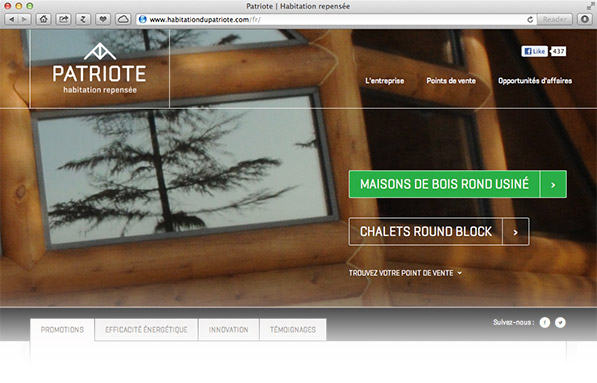 Patriote | Habitation repensée
www.habitationdupatriote.com/fr/
Reader
PATRIOTE
habitation repensée
Like
437
L'entreprise
Points de vente
Opportunités d'affaires
MAISONS DE BOIS ROND USINÉ >
CHALETS ROUND BLOCK >
TROUVEZ VOTRE POINT DE VENTE
Suivez-nous :
PROMOTIONS
EFFICACITÉ ÉNERGÉTIQUE
INNOVATION
TÉMOIGNAGES